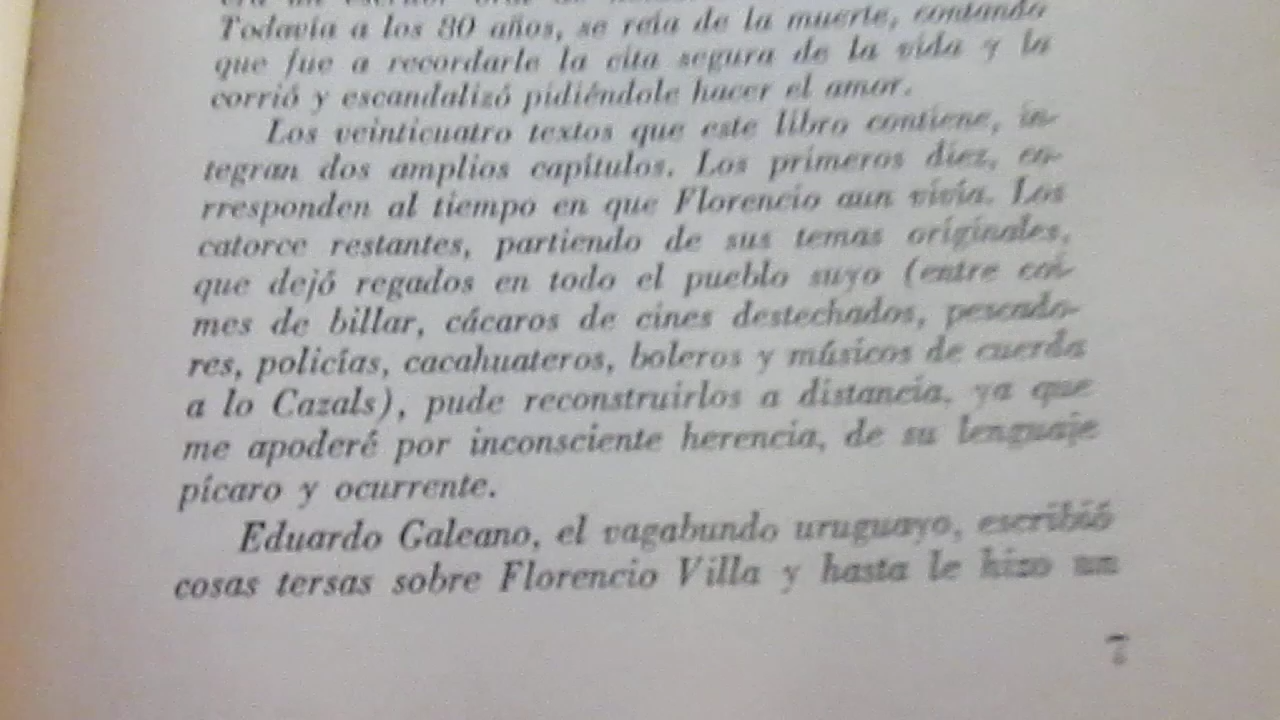 Todavía a los 80 años, se reía de la muerte, contando
que fue a recordarle la cita segura de la vida y la
corrió y escandalizó pidiéndole hacer el amor.
Los veinticuatro textos que este libro contiene, in-
tegran dos amplios capítulos. Los primeros diez, co-
rresponden al tiempo en que Florencio aun vivía. Los
catorce restantes, partiendo de sus temas originales,
que dejó regados en todo el pueblo suyo (entre coi-
mes de billar, cácaros de cines destechados, pescado-
res, policías, cacahuateros, boleros y músicos de cuerda
a lo Cazals), pude reconstruirlos a distancia, ya que
me apoderé por inconsciente herencia, de su lenguaje
pícaro y ocurrente.
Eduardo Galeano, el vagabundo uruguayo, escribió
cosas tersas sobre Florencio Villa y hasta le hizo un
7